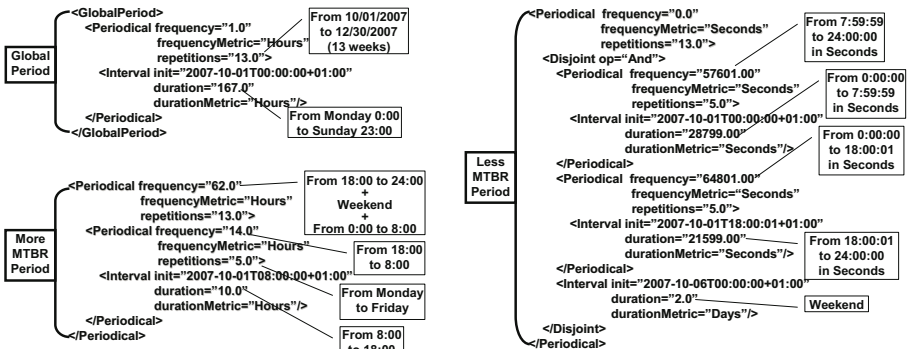 Global
Period
<GlobalPeriod>
<Periodical frequency="1.0"
frequencyMetric="Hours"
repetitions="13.0">
<Interval init="2007-10-01T00:00:00+01:00"
duration="167.0"
durationMetric="Hours"/>
</Periodical>
</GlobalPeriod>
From 10/01/2007
to 12/30/2007
(13 weeks)
From Monday 0:00
to Sunday 23:00
More
MTBR
Period
<Periodical frequency="62.0"
frequencyMetric="Hours"
repetitions="13.0">
<Periodical frequency="14.0"
frequencyMetric="Hours"
repetitions="5.0">
<Interval init="2007-10-01T08:00:00+01:00"
duration="10.0"
durationMetric="Hours"/>
</Periodical>
</Periodical>
From 18:00 to 24:00
+
Weekend
+
From 0:00 to 8:00
From 18:00
to 8:00
From Monday
to Friday
From 8:00
to 18:00
Less
MTBR
Period
<Periodical frequency="0.0"
frequencyMetric="Seconds"
repetitions="13.0">
<Disjoint op="And">
<Periodical frequency="57601.00"
frequencyMetric="Seconds"
repetitions="5.0">
<Interval init="2007-10-01T00:00:00+01:00"
duration="28799.00"
durationMetric="Seconds"/>
</Periodical>
<Periodical frequency="64801.00"
frequencyMetric="Seconds"
repetitions="5.0">
<Interval init="2007-10-01T18:00:01+01:00"
duration="21599.00"
durationMetric="Seconds"/>
</Periodical>
<Interval init="2007-10-06T00:00:00+01:00"
duration="2.0"
durationMetric="Days"/>
</Disjoint>
</Periodical>
From 7:59:59
to 24:00:00
in Seconds
From 0:00:00
to 7:59:59
in Seconds
From 0:00:00
to 18:00:01
in Seconds
From 18:00:01
to 24:00:00
in Seconds
Weekend